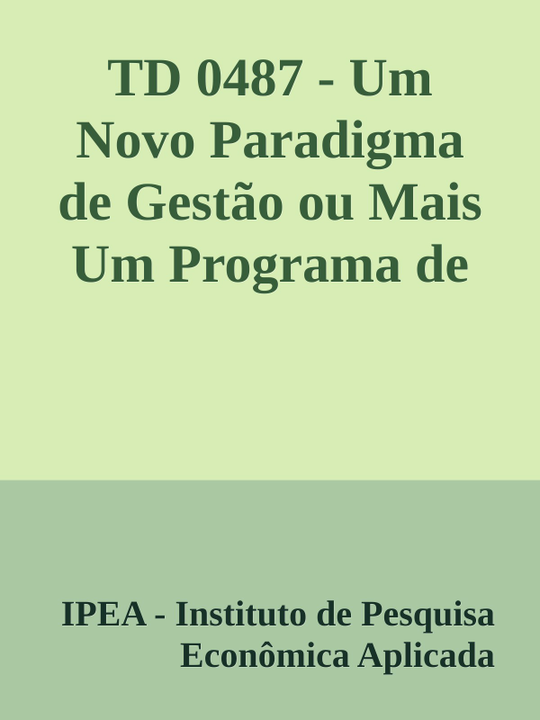 TD 0487 - Um
Novo Paradigma
de Gestão ou Mais
Um Programa de
IPEA - Instituto de Pesquisa
Econômica Aplicada